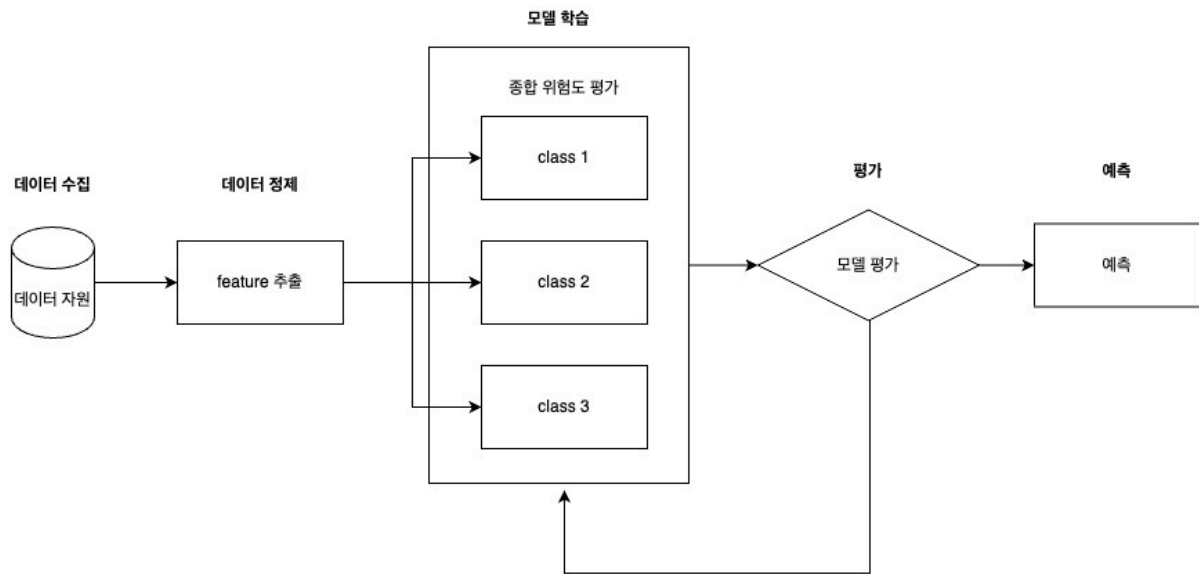 모델 학습
종합 위험도 평가
class 1
데이터 수집
데이터 정제
평가
예측
데이터 자원
feature 추출
class 2
모델 평가
예측
class 3